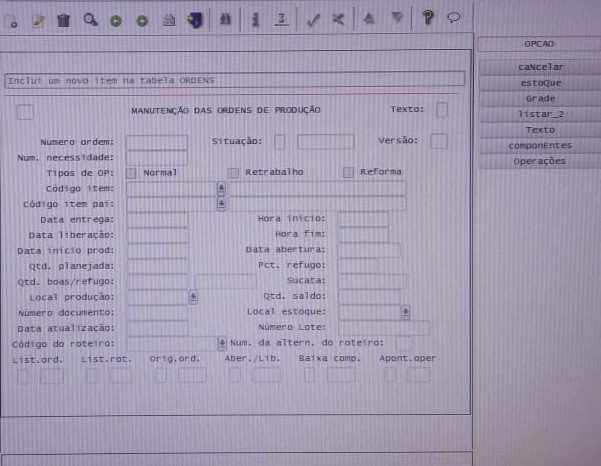 OPCAO
Inclui um novo item na tabela ORDENS
caNcelar
estoQue
Grade
listar_2
Texto
componEntes
Operações
MANUTENÇÃO DAS ORDENS DE PRODUÇÃO Texto:
Numero ordem: Situação: Versão:
Num. necessidade:
Tipos de OP: Normal Retrabalho Reforma
Código item:
Código item pai:
Data entrega: Hora inicio:
Data liberação: Hora fim:
Data inicio prod: Data abertura:
Qtd. planejada: Pct. refugo:
Qtd. boas/refugo: Sucata:
Local produção: Qtd. saldo:
Número documento: Local estoque:
Data atualização: Número Lote:
Código do roteiro: Num. da altern. do roteiro:
List.ord. List.rot. Orig.ord. Aber./Lib. Baixa comp. Apont.oper